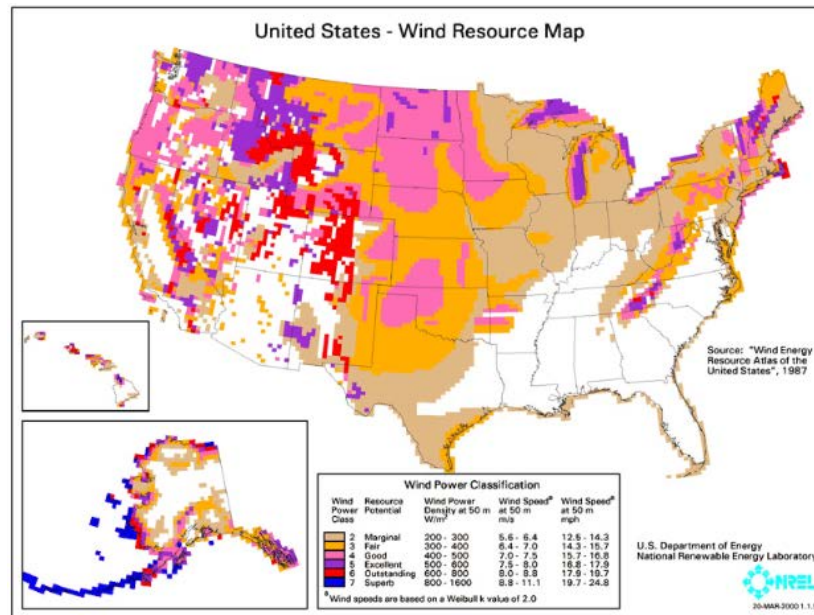 United States - Wind Resource Map
Source: "Wind Energy
Resource Atlas of the
United States", 1987
Wind Power Classification
Wind Power Class Resource Potential Wind Power Density at 50 m W/m² Wind Speedᵃ at 50 m m/s Wind Speedᵃ at 50 m mph
2 Marginal 200 - 300 5.6 - 6.4 12.5 - 14.3
3 Fair 300 - 400 6.4 - 7.0 14.3 - 15.7
4 Good 400 - 500 7.0 - 7.5 15.7 - 16.8
5 Excellent 500 - 600 7.5 - 8.0 16.8 - 17.9
6 Outstanding 600 - 800 8.0 - 8.8 17.9 - 19.7
7 Superb 800 - 1600 8.8 - 11.1 19.7 - 24.8
ᵃWind speeds are based on a Weibull k value of 2.0
U.S. Department of Energy
National Renewable Energy Laboratory
NREL